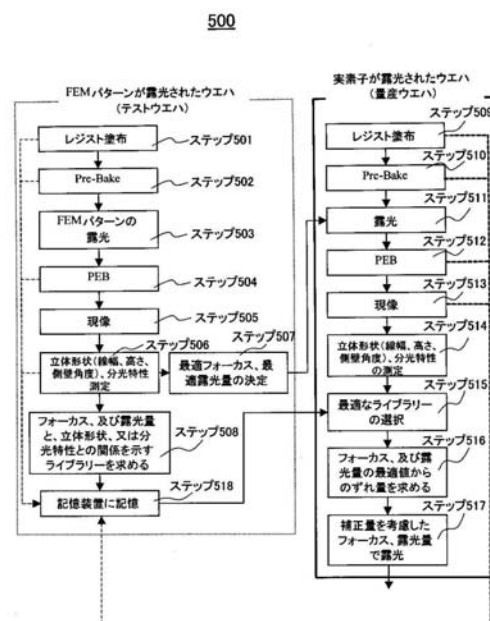 500
FEMパターンが露光されたウエハ
(テストウエハ)
レジスト塗布
ステップ501
Pre-Bake
ステップ502
FEMパターンの
露光
ステップ503
PEB
ステップ504
現像
ステップ505
ステップ506
ステップ507
立体形状(線幅、高さ、
側壁角度)、分光特性
測定
最適フォーカス、最
適露光量の決定
フォーカス、及び露光量
と、立体形状、又は分
光特性との関係を示す
ライブラリーを求める
ステップ508
ステップ518
記憶装置に記憶
実素子が露光されたウエハ
(量産ウエハ)
ステップ509
レジスト塗布
ステップ510
Pre-Bake
ステップ511
露光
ステップ512
PEB
ステップ513
現像
ステップ514
立体形状(線幅、高さ、
側壁角度)、分光特性
の測定
ステップ515
最適なライブラリー
の選択
ステップ516
フォーカス、及び露
光量の最適値から
のずれ量を求める
ステップ517
補正量を考慮した
フォーカス、露光量
で露光